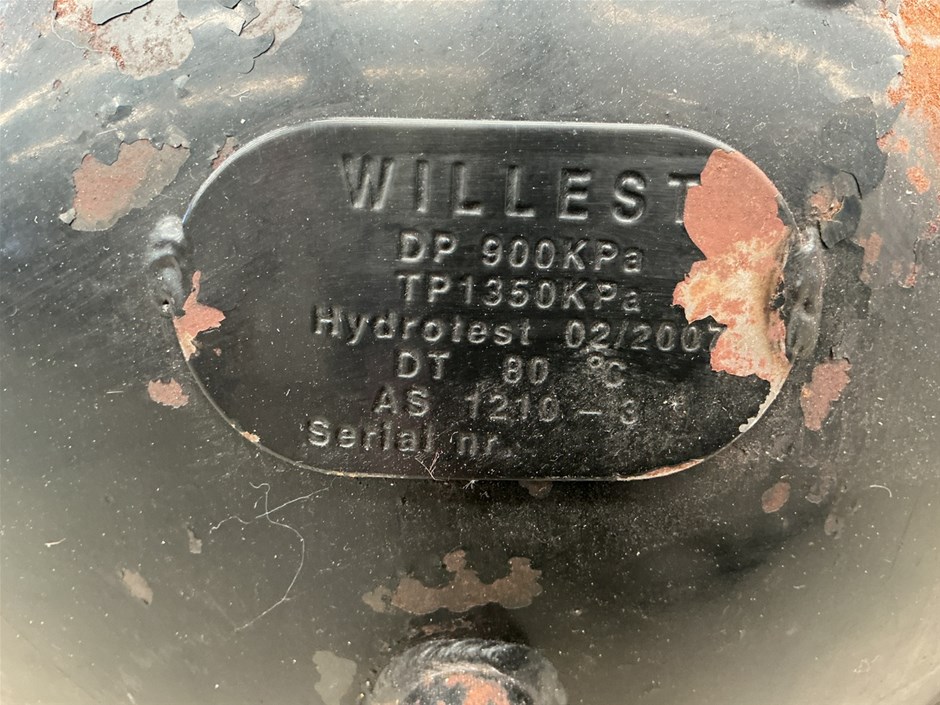 WILLEST
DP 900KPa
TP1350KPa
Hydrotest 02/2007
DT 80 °C
AS 1210 - 3
Serial nr.